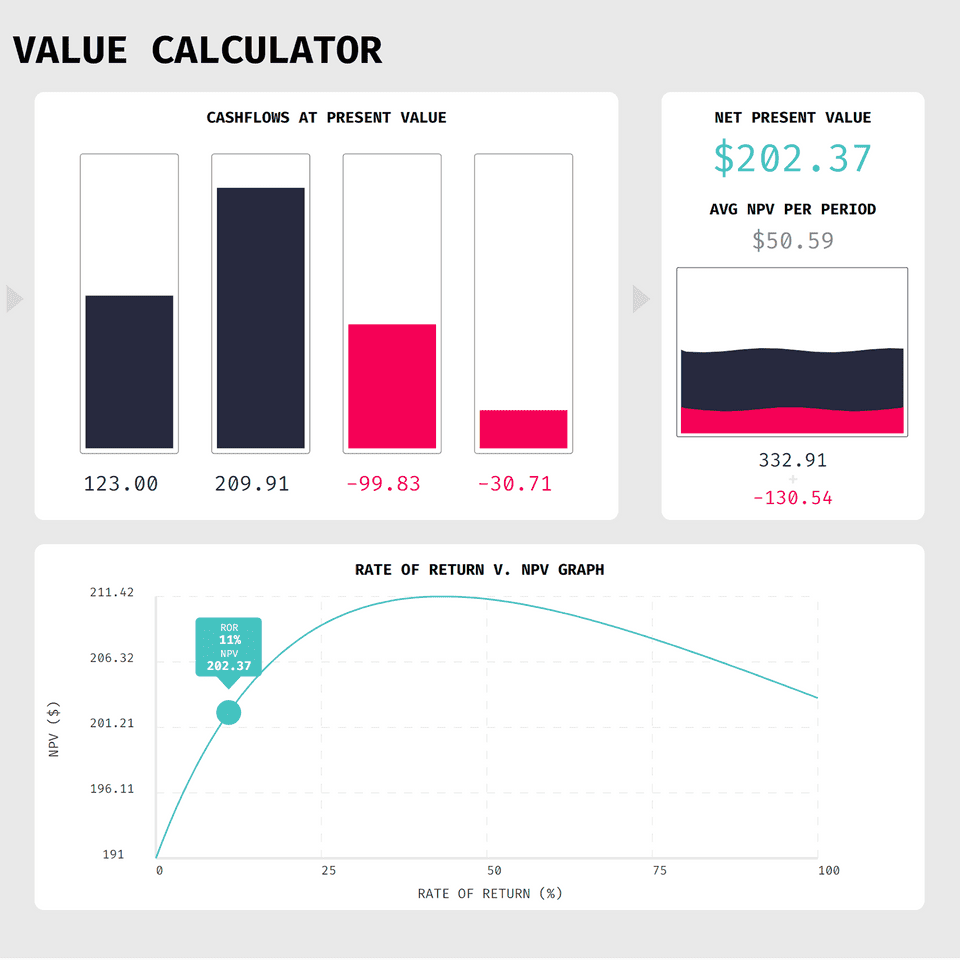 VALUE CALCULATOR
CASHFLOWS AT PRESENT VALUE
123.00 209.91 -99.83 -30.71
NET PRESENT VALUE
$202.37
AVG NPV PER PERIOD
$50.59
332.91
+
-130.54
RATE OF RETURN V. NPV GRAPH
211.42
206.32
201.21
196.11
191
NPV ($)
ROR
11%
NPV
202.37
0 25 50 75 100
RATE OF RETURN (%)